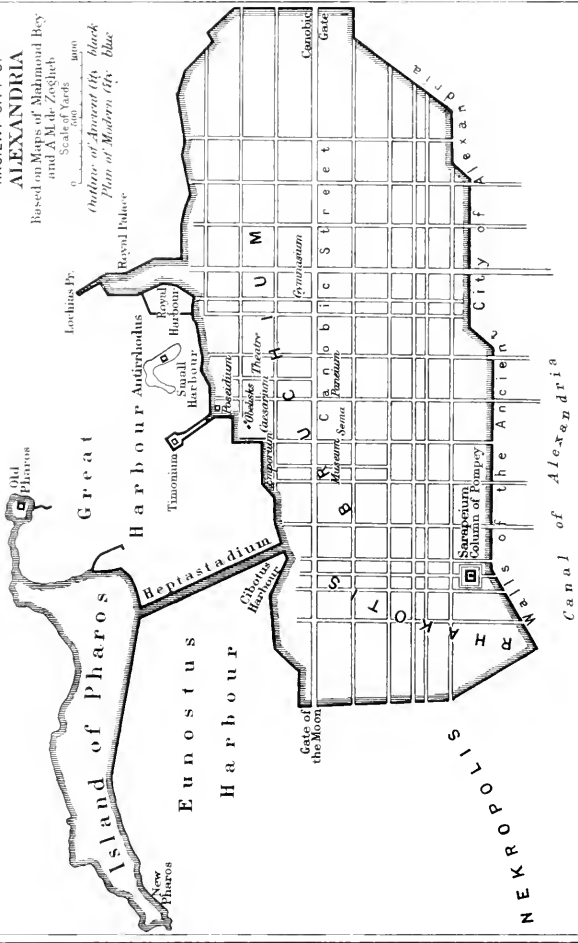 ALEXANDRIA
Based on Maps of Mahmoud Bey
and A.M. de Zogheb
Scale of Yards
0 500 1000
Outline of Ancient City black
Plan of Modern City blue
Lochias Pr.
Royal Palace
Royal
Harbour
Antirrhodus
Small
Harbour
Old
Pharos
Great
Harbour
Timonium
Poseidium
Obelisks
Theatre
Caesarium
Emporium
Island of Pharos
New
Pharos
Heptastadium
Eunostus
Harbour
Cibotus
Harbour
Gate of
the Moon
BRUCHIUM
Gymnasium
Canobic Street
Canobic
Gate
Museum
Sema
Paneum
RHAKOTIS
Sarapeium
Column of Pompey
Walls of the Ancient City of Alexandria
NEKROPOLIS
Canal of Alexandria